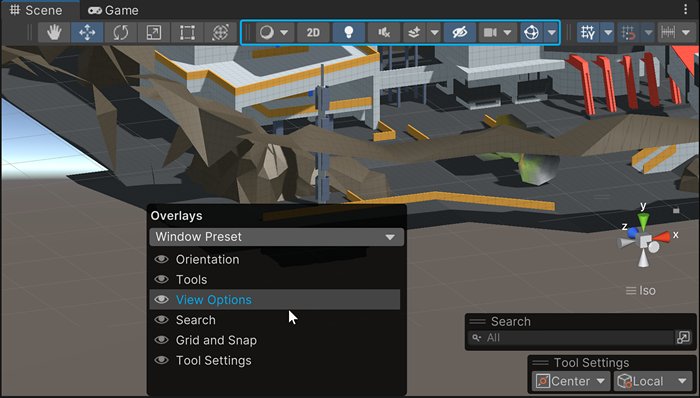 Scene Game
2D
Y
Overlays
Window Preset
Orientation
Tools
View Options
Search
Grid and Snap
Tool Settings
y
z x
Iso
Search
All
Tool Settings
Center Local